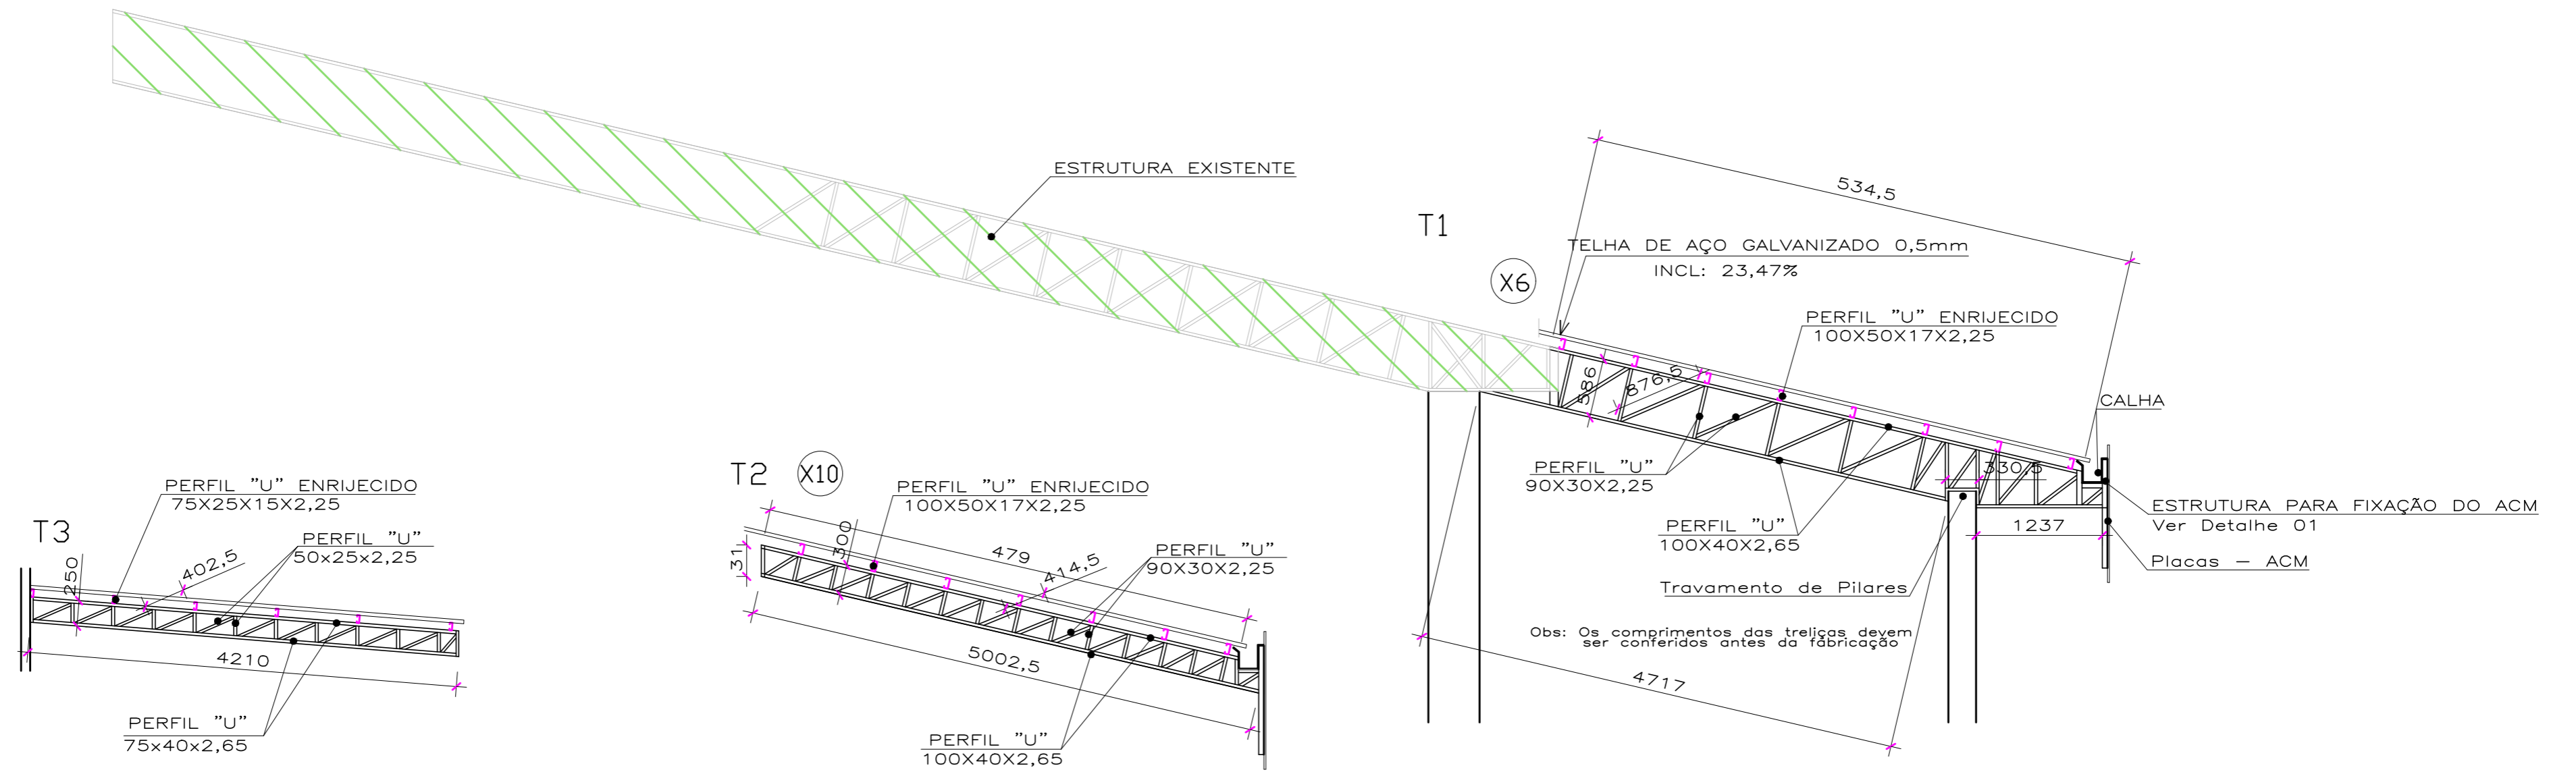 ESTRUTURA EXISTENTE
T1
X6
TELHA DE AÇO GALVANIZADO 0,5mm
INCL: 23,47%
534,5
PERFIL "U" ENRIJECIDO
100X50X17X2,25
586
876,5
CALHA
PERFIL "U"
90X30X2,25
330,5
PERFIL "U"
100X40X2,65
1237
ESTRUTURA PARA FIXAÇÃO DO ACM
Ver Detalhe 01
Placas – ACM
Travamento de Pilares
Obs: Os comprimentos das treliças devem
ser conferidos antes da fabricação
4717
T2
X10
PERFIL "U" ENRIJECIDO
100X50X17X2,25
31
300
479
414,5
PERFIL "U"
90X30X2,25
5002,5
PERFIL "U"
100X40X2,65
T3
PERFIL "U" ENRIJECIDO
75X25X15X2,25
PERFIL "U"
50x25x2,25
250
402,5
4210
PERFIL "U"
75x40x2,65